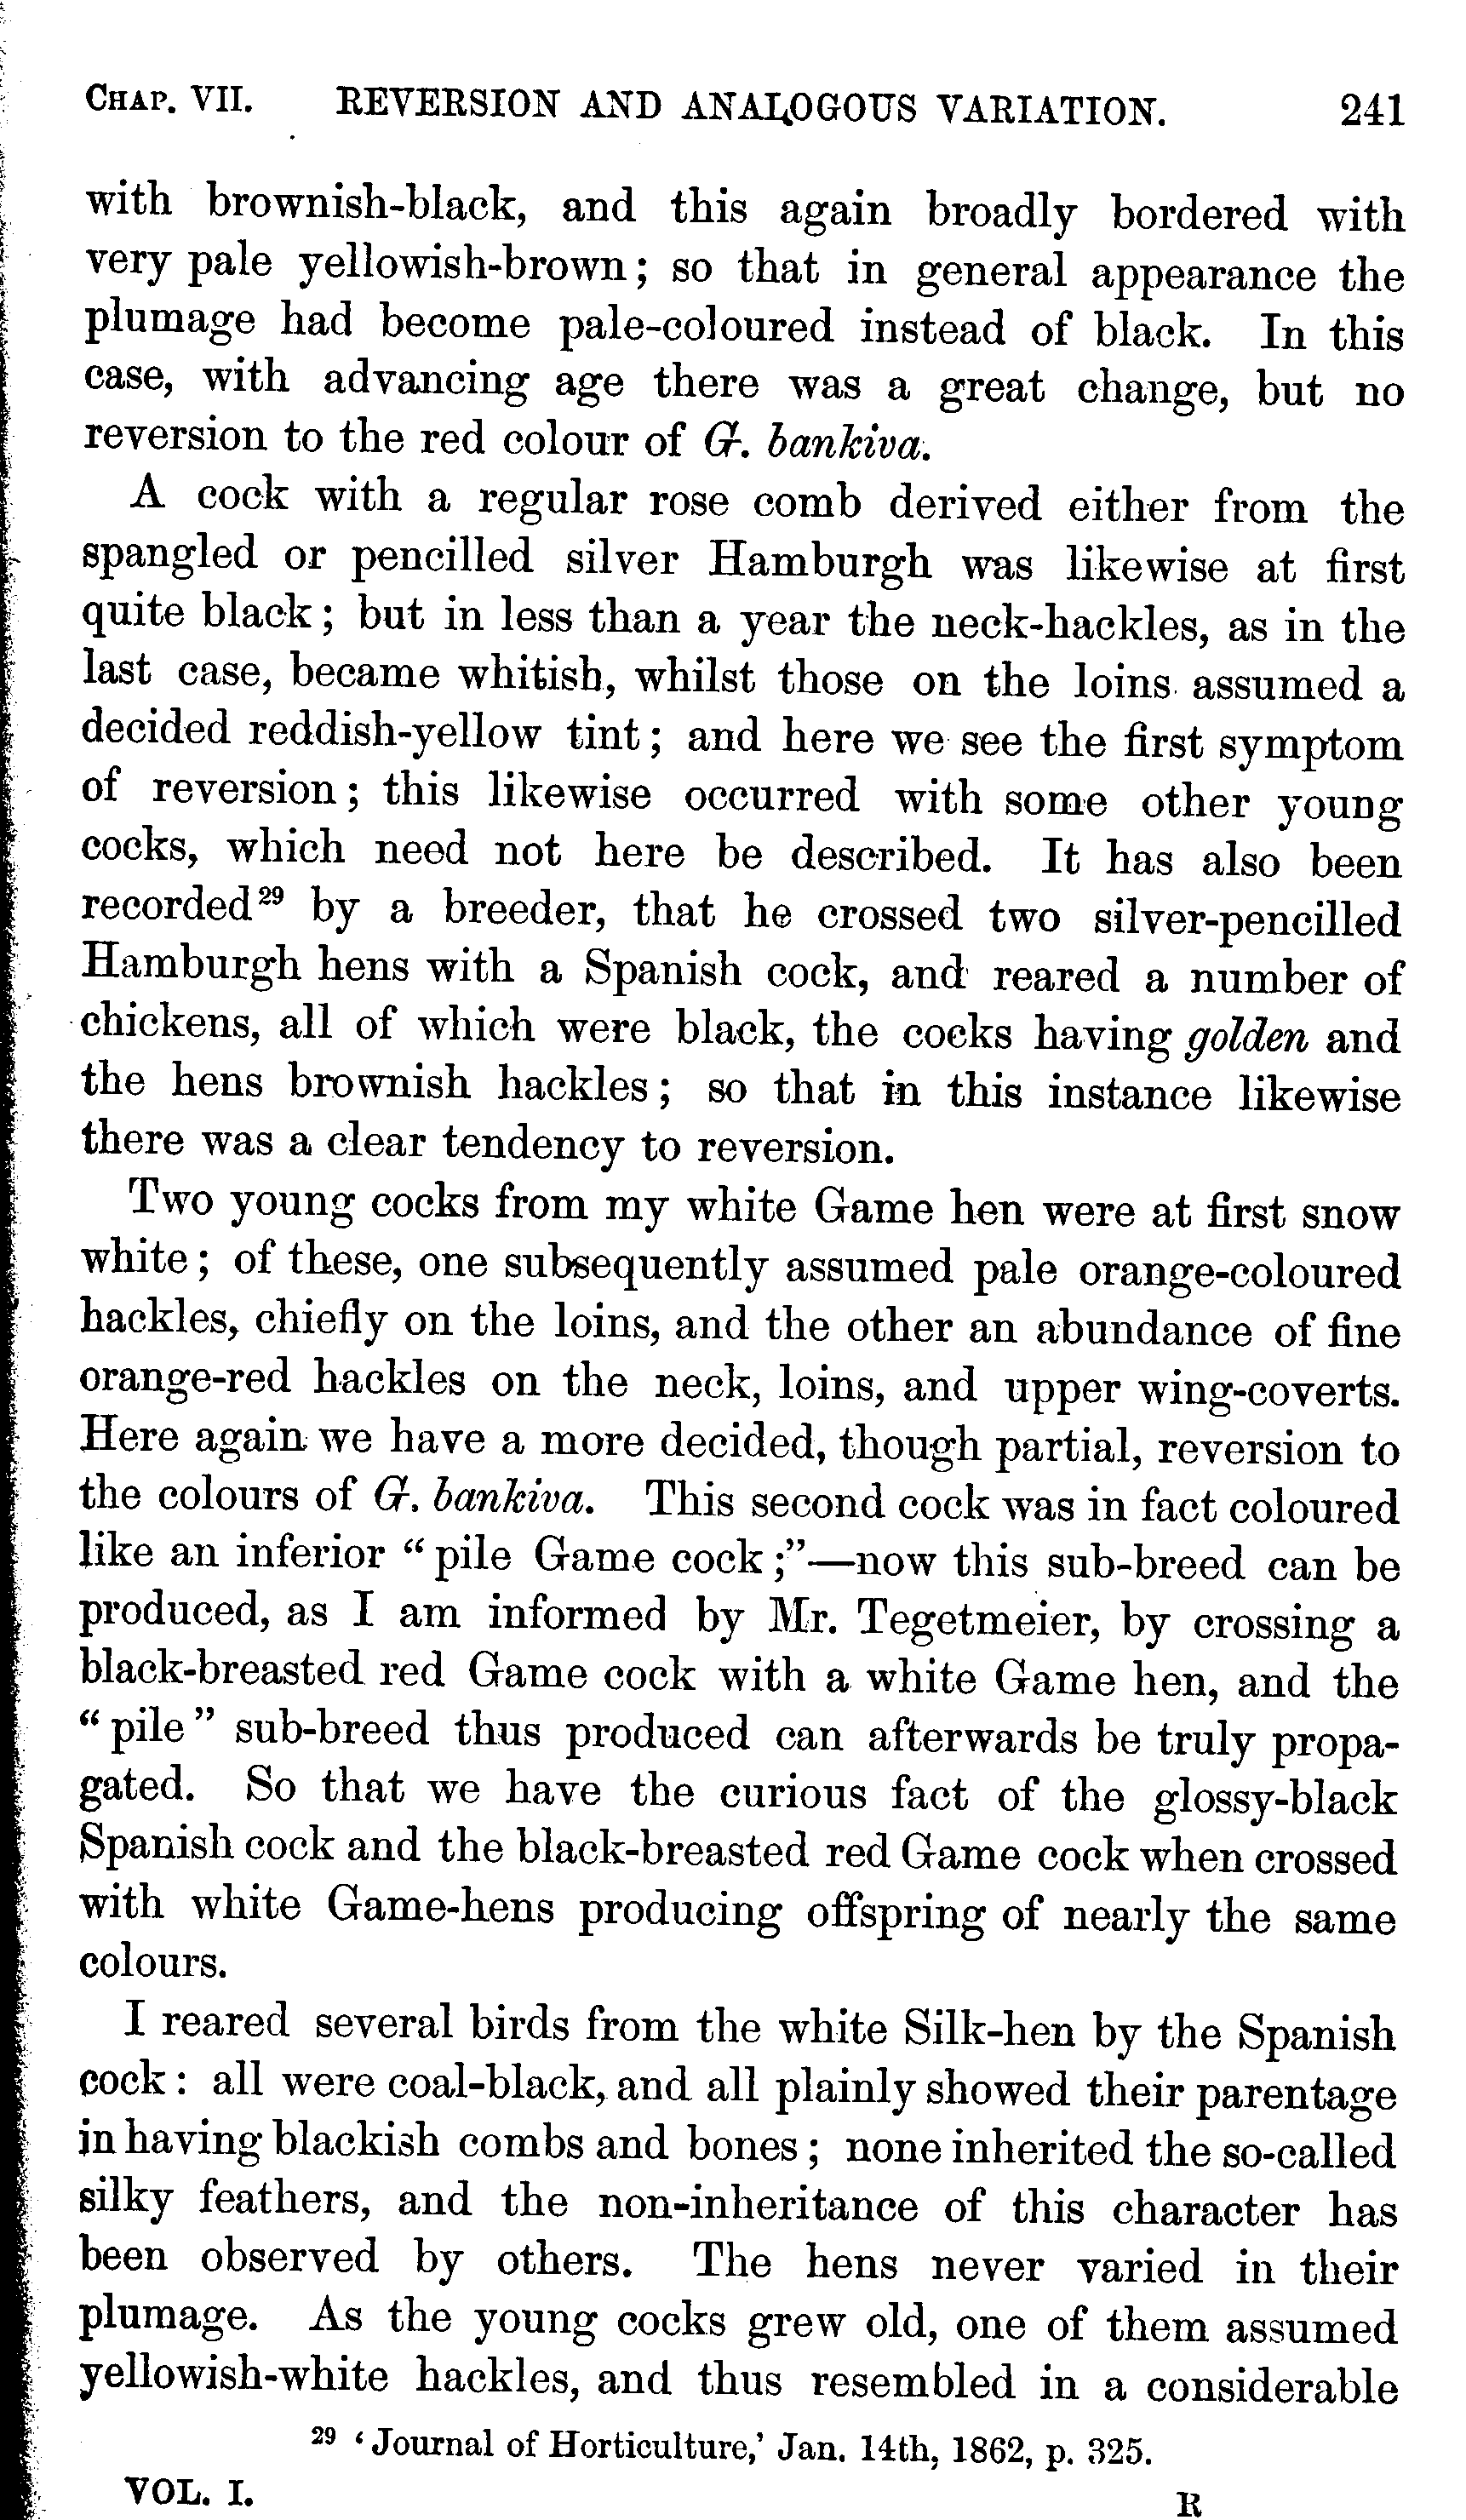 CHAP. VII. REVERSION AND ANALOGOUS VARIATION. 241
with brownish-black, and this again broadly bordered with
very pale yellowish-brown; so that in general appearance the
plumage had become pale-coloured instead of black. In this
case, with advancing age there was a great change, but no
reversion to the red colour of G. bankiva.
A cock with a regular rose comb derived either from the
spangled or pencilled silver Hamburgh was likewise at first
quite black; but in less than a year the neck-hackles, as in the
last case, became whitish, whilst those on the loins assumed a
decided reddish-yellow tint; and here we see the first symptom
of reversion; this likewise occurred with some other young
cocks, which need not here be described. It has also been
recorded29 by a breeder, that he crossed two silver-pencilled
Hamburgh hens with a Spanish cock, and reared a number of
chickens, all of which were black, the cocks having golden and
the hens brownish hackles; so that in this instance likewise
there was a clear tendency to reversion.
Two young cocks from my white Game hen were at first snow
white; of these, one subsequently assumed pale orange-coloured
hackles, chiefly on the loins, and the other an abundance of fine
orange-red hackles on the neck, loins, and upper wing-coverts.
Here again we have a more decided, though partial, reversion to
the colours of G. bankiva. This second cock was in fact coloured
like an inferior "pile Game cock;"—now this sub-breed can be
produced, as I am informed by Mr. Tegetmeier, by crossing a
black-breasted red Game cock with a white Game hen, and the
"pile" sub-breed thus produced can afterwards be truly propa-
gated. So that we have the curious fact of the glossy-black
Spanish cock and the black-breasted red Game cock when crossed
with white Game-hens producing offspring of nearly the same
colours.
I reared several birds from the white Silk-hen by the Spanish
cock: all were coal-black, and all plainly showed their parentage
in having blackish combs and bones; none inherited the so-called
silky feathers, and the non-inheritance of this character has
been observed by others. The hens never varied in their
plumage. As the young cocks grew old, one of them assumed
yellowish-white hackles, and thus resembled in a considerable
29 'Journal of Horticulture,' Jan. 14th, 1862, p. 325.
VOL. I. R